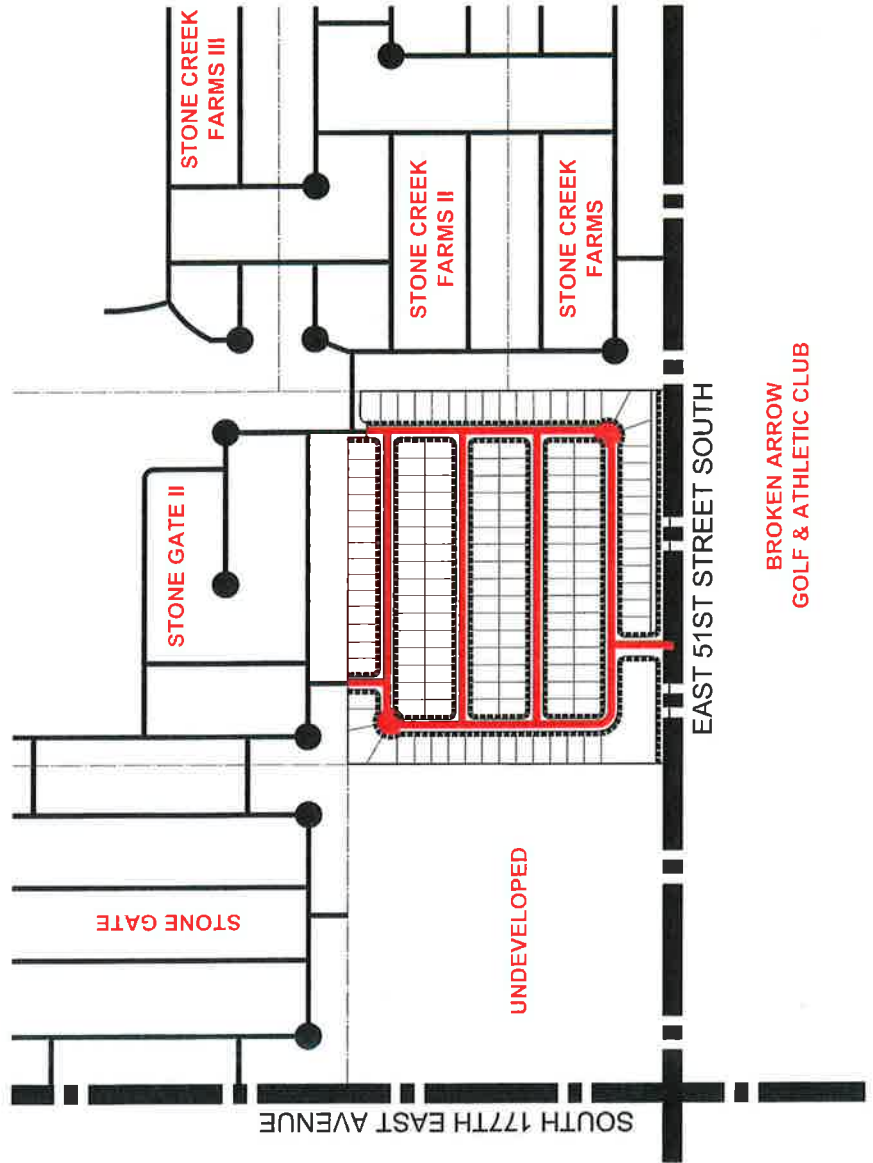 STONE CREEK
FARMS III
STONE CREEK
FARMS II
STONE CREEK
FARMS
STONE GATE II
STONE GATE
UNDEVELOPED
EAST 51ST STREET SOUTH
BROKEN ARROW
GOLF & ATHLETIC CLUB
SOUTH 177TH EAST AVENUE